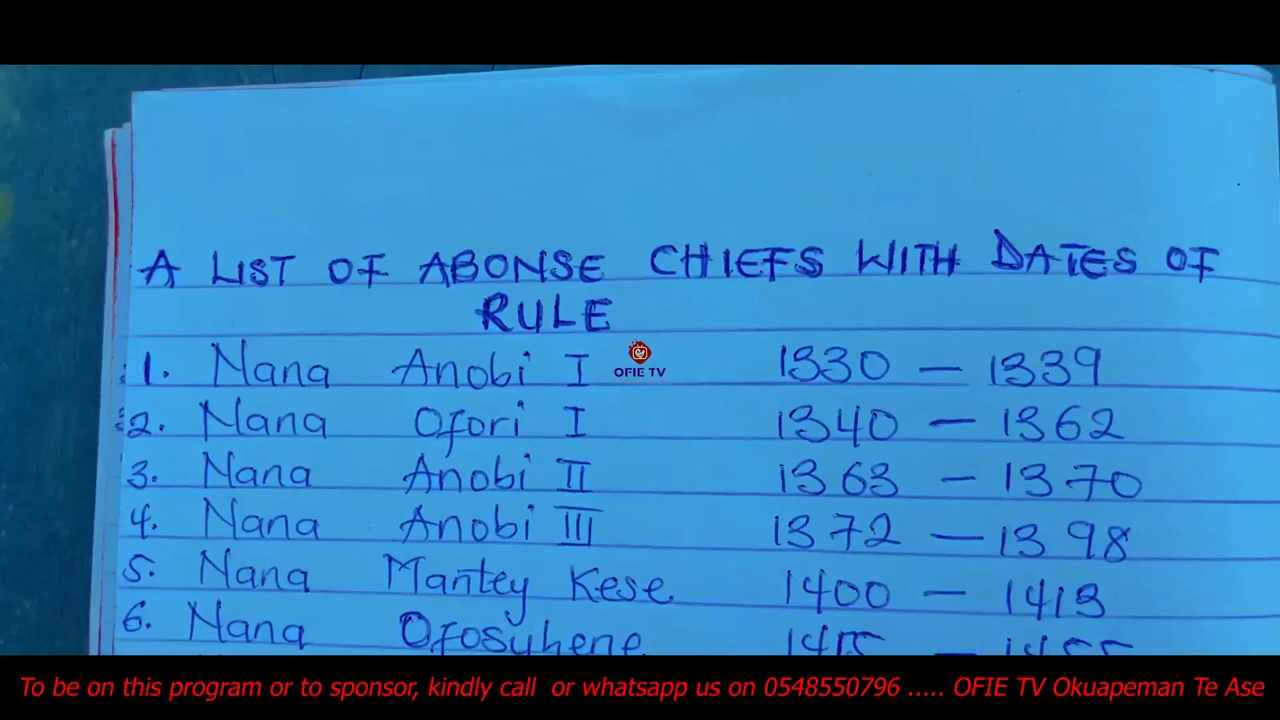 A LIST OF ABONSE CHIEFS WITH DATES OF
RULE
1. Nana Anobi I 1330 — 1339
OFIE TV
2. Nana Ofori I 1340 — 1362
3. Nana Anobi II 1363 — 1370
4. Nana Anobi III 1372 — 1398
5. Nana Mantey Kese 1400 — 1413
6. Nana Ofosuhene
To be on this program or to sponsor, kindly call or whatsapp us on 0548550796 ..... OFIE TV Okuapeman Te Ase